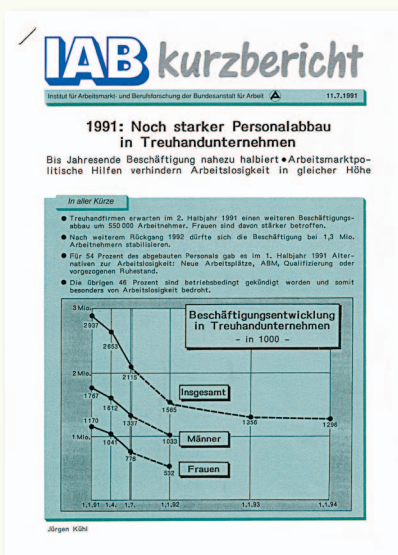 IAB kurzbericht
Institut für Arbeitsmarkt- und Berufsforschung der Bundesanstalt für Arbeit
11.7.1991
1991: Noch starker Personalabbau
in Treuhandunternehmen
Bis Jahresende Beschäftigung nahezu halbiert ● Arbeitsmarktpo-
litische Hilfen verhindern Arbeitslosigkeit in gleicher Höhe
In aller Kürze
● Treuhandfirmen erwarten im 2. Halbjahr 1991 einen weiteren Beschäftigungs-
abbau um 550 000 Arbeitnehmer. Frauen sind davon stärker betroffen.
● Nach weiterem Rückgang 1992 dürfte sich die Beschäftigung bei 1,3 Mio.
Arbeitnehmern stabilisieren.
● Für 54 Prozent des abgebauten Personals gab es im 1. Halbjahr 1991 Alter-
nativen zur Arbeitslosigkeit: Neue Arbeitsplätze, ABM, Qualifizierung oder
vorgezogenen Ruhestand.
● Die übrigen 46 Prozent sind betriebsbedingt gekündigt worden und somit
besonders von Arbeitslosigkeit bedroht.
Beschäftigungsentwicklung
in Treuhandunternehmen
- in 1000 -
3 Mio.
2937
2653
2115
2 Mio.
Insgesamt
1565
1356
1296
1767
1612
1337
1033
Männer
1170
1 Mio.
1041
778
532
Frauen
1.1.91 1.4. 1.7. 1.1.92 1.1.93 1.1.94
Jürgen Kühl